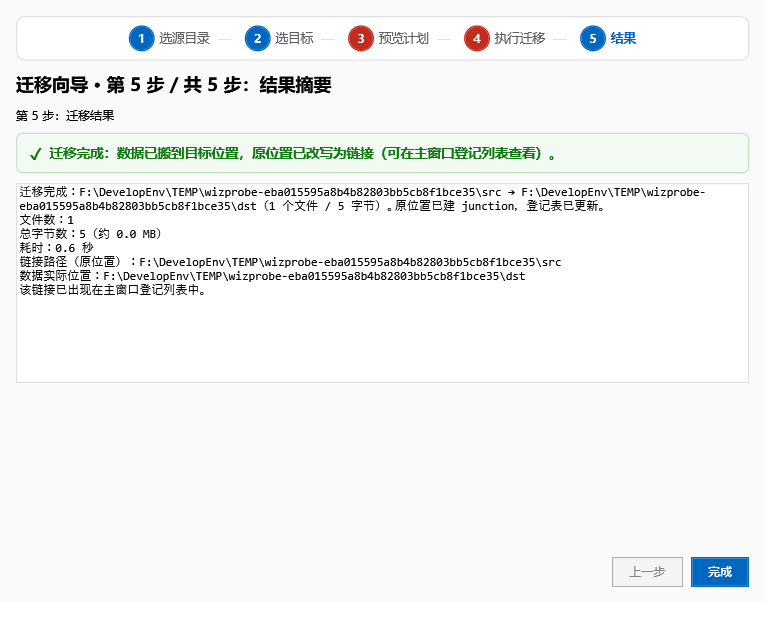 1 选源目录 — 2 选目标 — 3 预览计划 — 4 执行迁移 — 5 结果
迁移向导 • 第 5 步 / 共 5 步：结果摘要
第 5 步：迁移结果
✓ 迁移完成：数据已搬到目标位置，原位置已改写为链接（可在主窗口登记列表查看）。
迁移完成：F:\DevelopEnv\TEMP\wizprobe-eba015595a8b4b82803bb5cb8f1bce35\src → F:\DevelopEnv\TEMP\wizprobe-
eba015595a8b4b82803bb5cb8f1bce35\dst（1 个文件 / 5 字节）。原位置已建 junction，登记表已更新。
文件数：1
总字节数：5（约 0.0 MB）
耗时：0.6 秒
链接路径（原位置）：F:\DevelopEnv\TEMP\wizprobe-eba015595a8b4b82803bb5cb8f1bce35\src
数据实际位置：F:\DevelopEnv\TEMP\wizprobe-eba015595a8b4b82803bb5cb8f1bce35\dst
该链接已出现在主窗口登记列表中。
上一步 完成